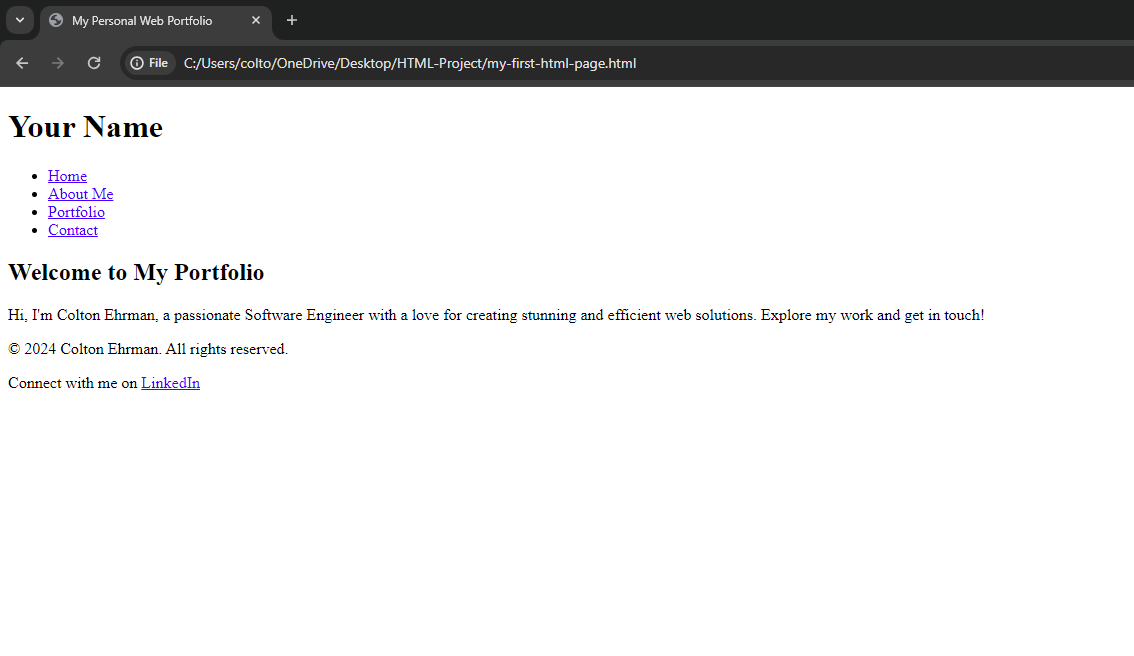 My Personal Web Portfolio
File C:/Users/colto/OneDrive/Desktop/HTML-Project/my-first-html-page.html
Your Name
Home
About Me
Portfolio
Contact
Welcome to My Portfolio
Hi, I'm Colton Ehrman, a passionate Software Engineer with a love for creating stunning and efficient web solutions. Explore my work and get in touch!
© 2024 Colton Ehrman. All rights reserved.
Connect with me on LinkedIn